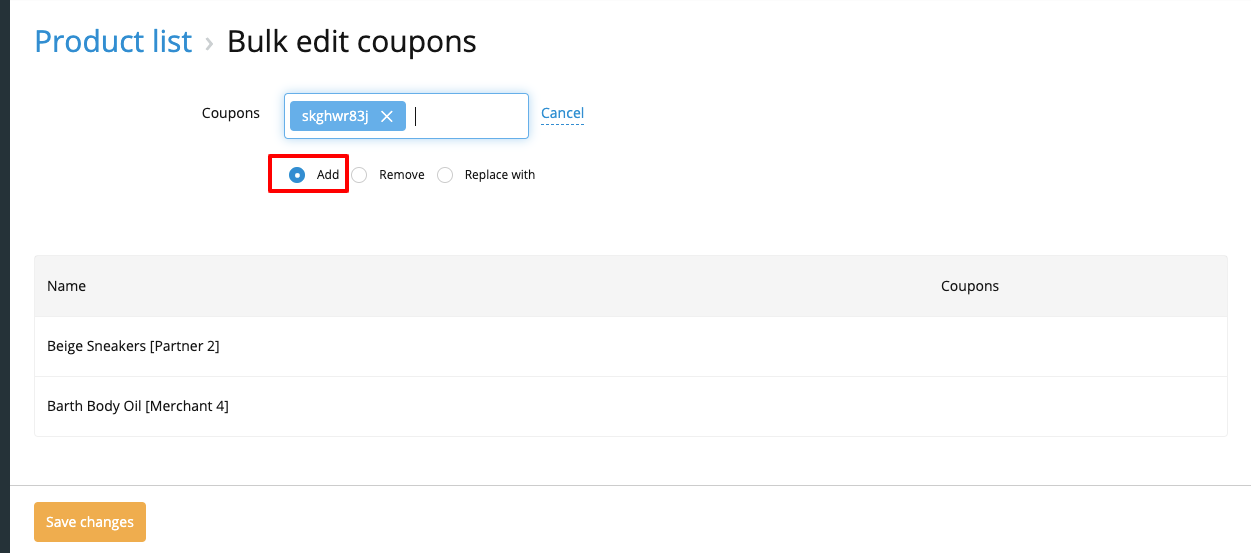 Product list › Bulk edit coupons
Coupons skghwr83j Cancel
Add Remove Replace with
Name Coupons
Beige Sneakers [Partner 2]
Barth Body Oil [Merchant 4]
Save changes